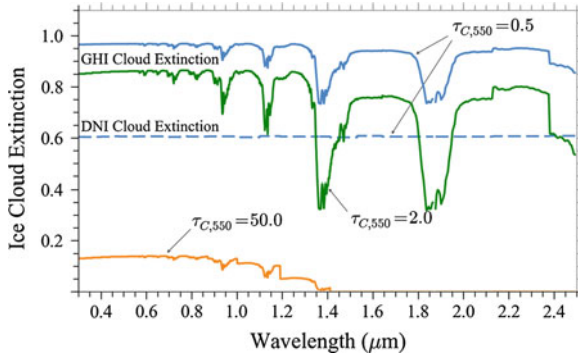 1.0
0.8
0.6
0.4
0.2
Ice Cloud Extinction
GHI Cloud Extinction
τC,550=0.5
DNI Cloud Extinction
τC,550=2.0
τC,550=50.0
0.4 0.6 0.8 1.0 1.2 1.4 1.6 1.8 2.0 2.2 2.4
Wavelength (μm)